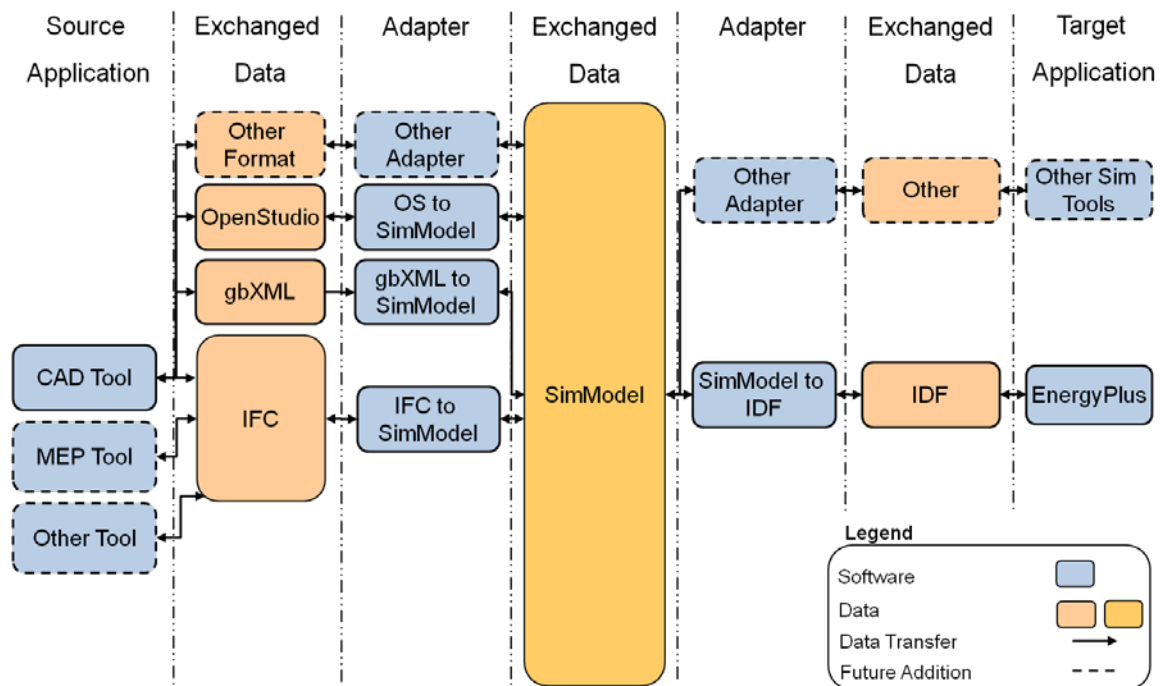 Source
Application
Exchanged
Data
Adapter
Exchanged
Data
Adapter
Exchanged
Data
Target
Application
Other
Format
Other
Adapter
OpenStudio
OS to
SimModel
gbXML
gbXML to
SimModel
CAD Tool
MEP Tool
Other Tool
IFC
IFC to
SimModel
SimModel
Other
Adapter
Other
Other Sim
Tools
SimModel to
IDF
IDF
EnergyPlus
Legend
Software
Data
Data Transfer
Future Addition